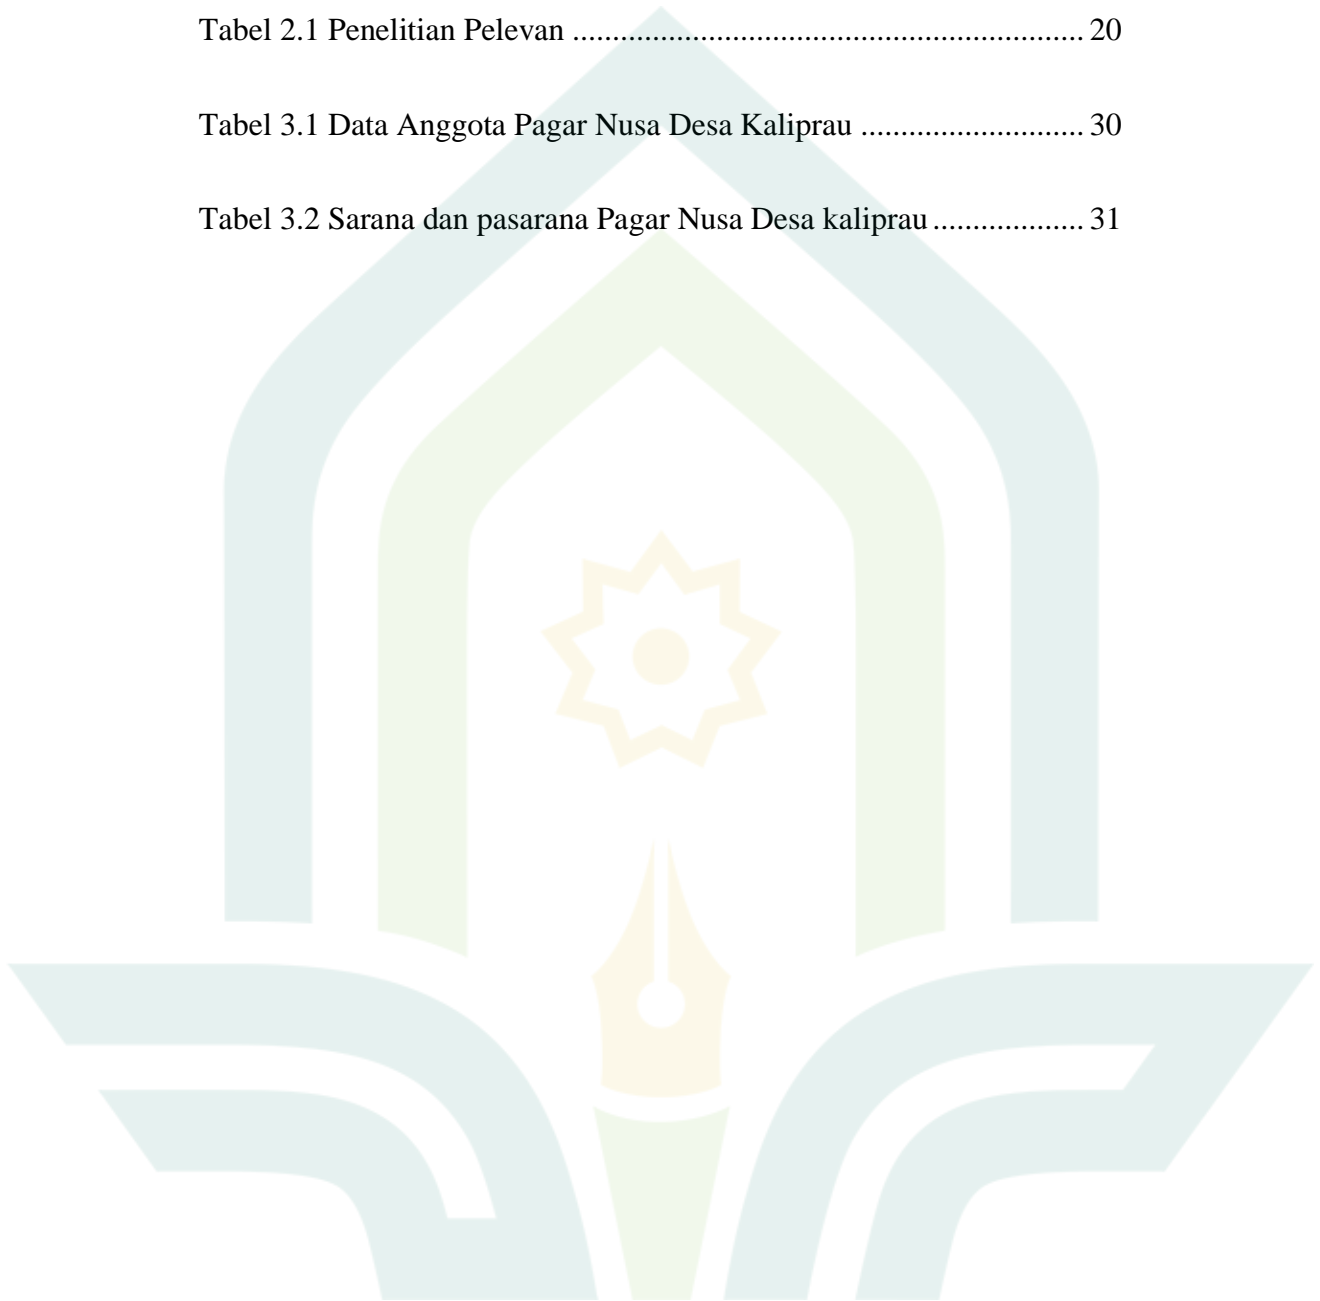 Tabel 2.1 Penelitian Pelevan ................................................................ 20
Tabel 3.1 Data Anggota Pagar Nusa Desa Kaliprau ............................ 30
Tabel 3.2 Sarana dan pasarana Pagar Nusa Desa kaliprau ................... 31